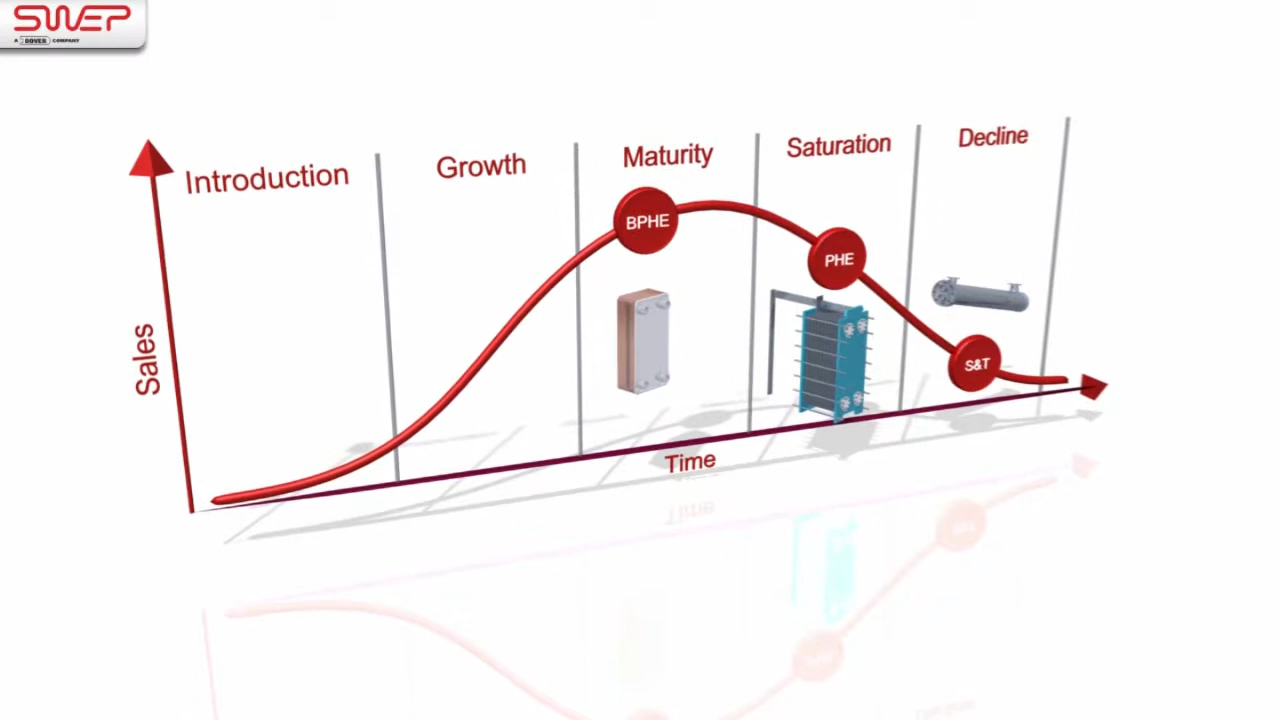 SWEP
A DOVER COMPANY
Introduction
Growth
Maturity
Saturation
Decline
BPHE
PHE
S&T
Sales
Time